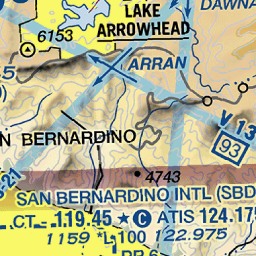 LAKE
ARROWHEAD
DAWNA
6153
ARRAN
V 13
93
N BERNARDINO
4743
SAN BERNARDINO INTL (SBD
CT - 119.45 ★ C ATIS 124.175
1159 *L 100 122.975